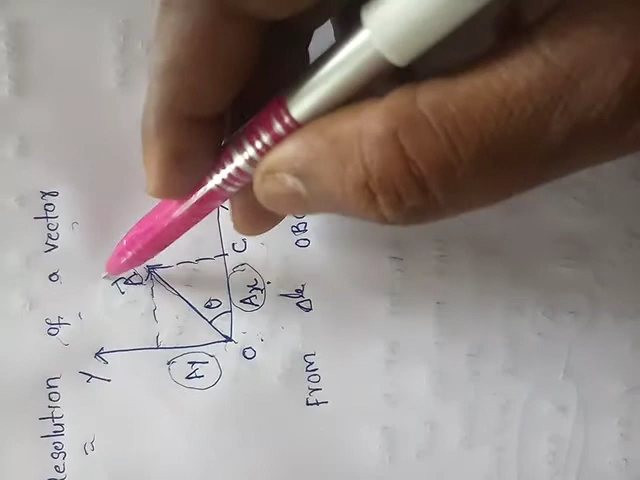 Resolution of a vector
Y
B
Ay
θ
Ax
O
C
From Δle OBC